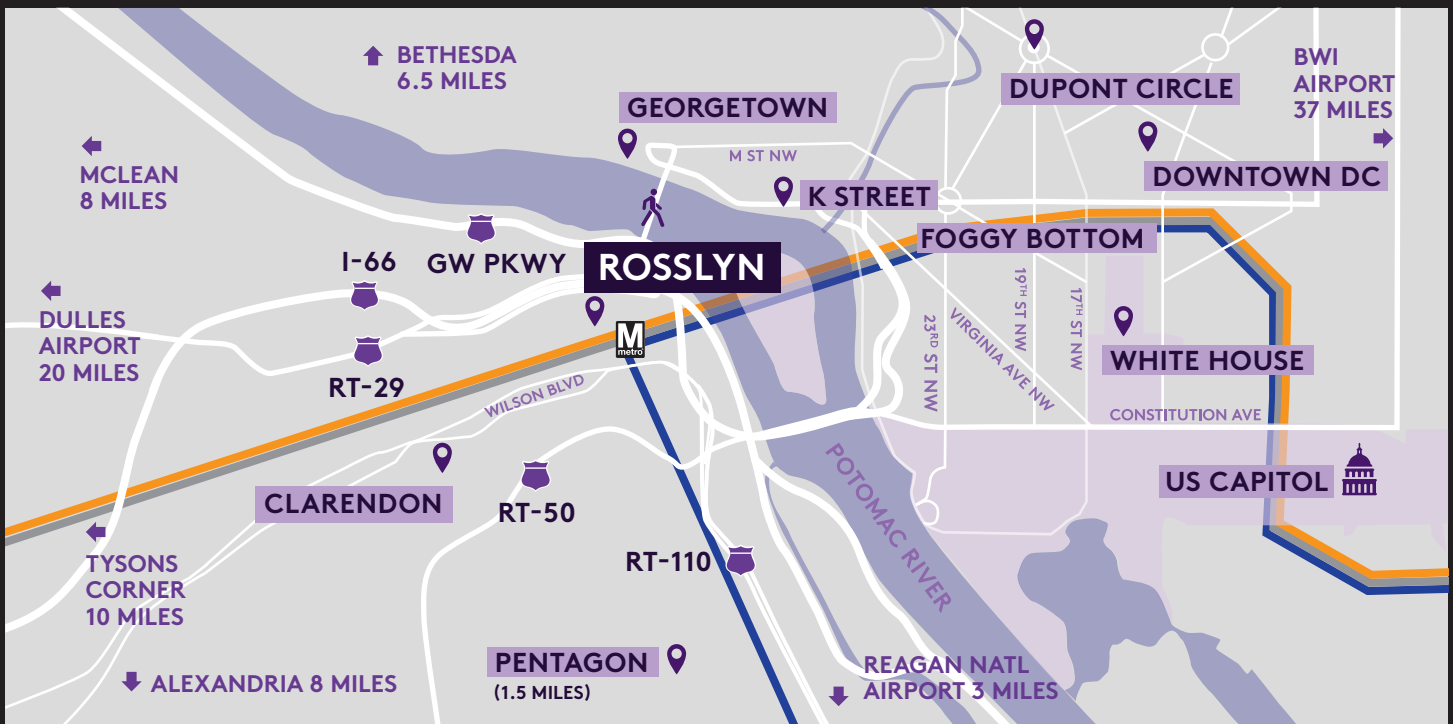 BETHESDA
6.5 MILES
DUPONT CIRCLE
BWI
AIRPORT
37 MILES
GEORGETOWN
MCLEAN
8 MILES
M ST NW
K STREET
DOWNTOWN DC
FOGGY BOTTOM
I-66
GW PKWY
ROSSLYN
DULLES
AIRPORT
20 MILES
M
metro
RT-29
WILSON BLVD
23RD ST NW
VIRGINIA AVE NW
19TH ST NW
17TH ST NW
WHITE HOUSE
CONSTITUTION AVE
CLARENDON
RT-50
POTOMAC RIVER
US CAPITOL
TYSONS
CORNER
10 MILES
RT-110
PENTAGON
(1.5 MILES)
ALEXANDRIA 8 MILES
REAGAN NATL
AIRPORT 3 MILES